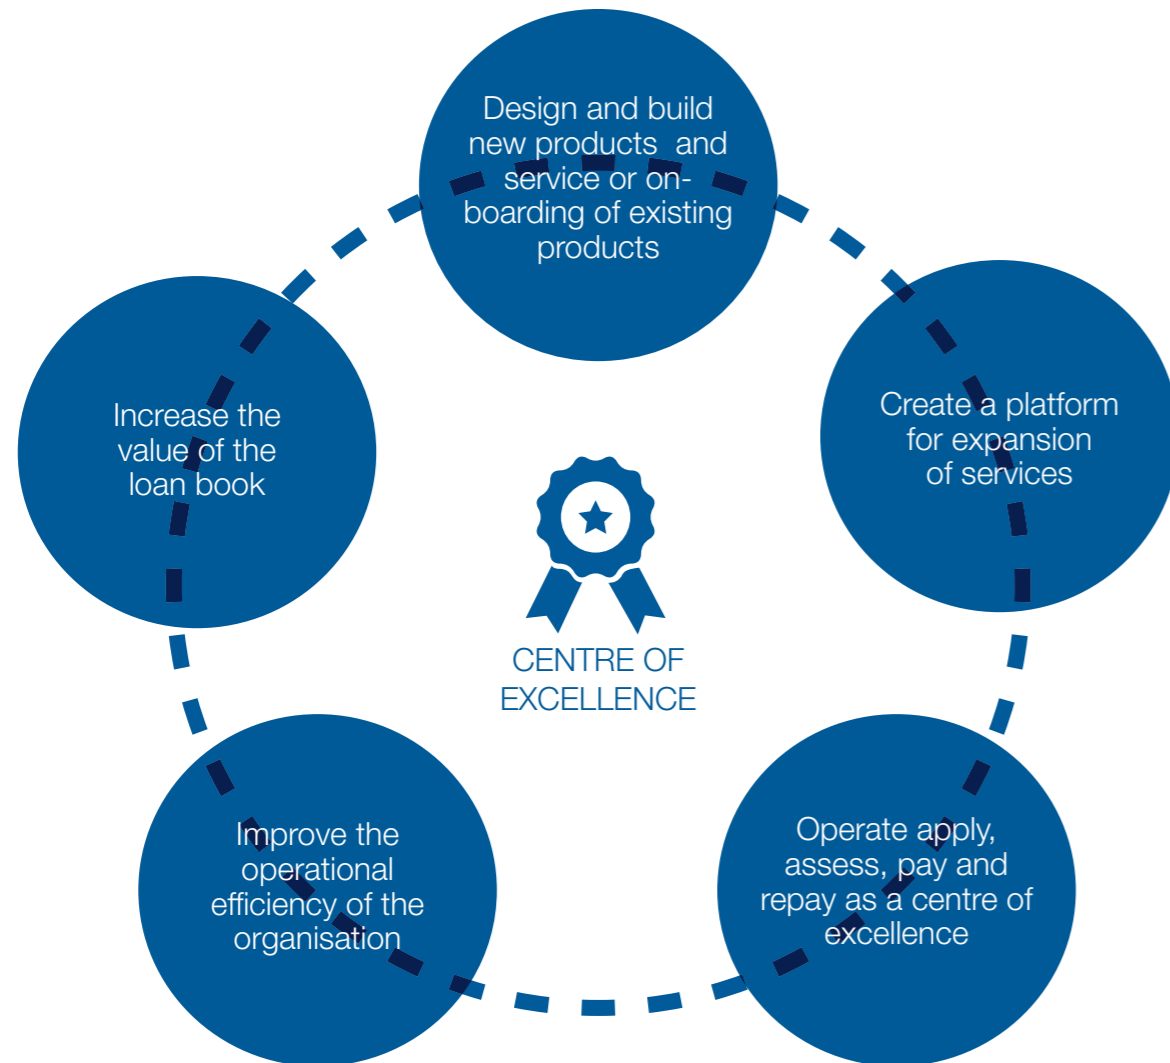 Design and build
new products  and
service or on-
boarding of existing
products
Create a platform
for expansion
of services
Operate apply,
assess, pay and
repay as a centre of
excellence
Improve the
operational
efficiency of the
organisation
Increase the
value of the
loan book
CENTRE OF
EXCELLENCE